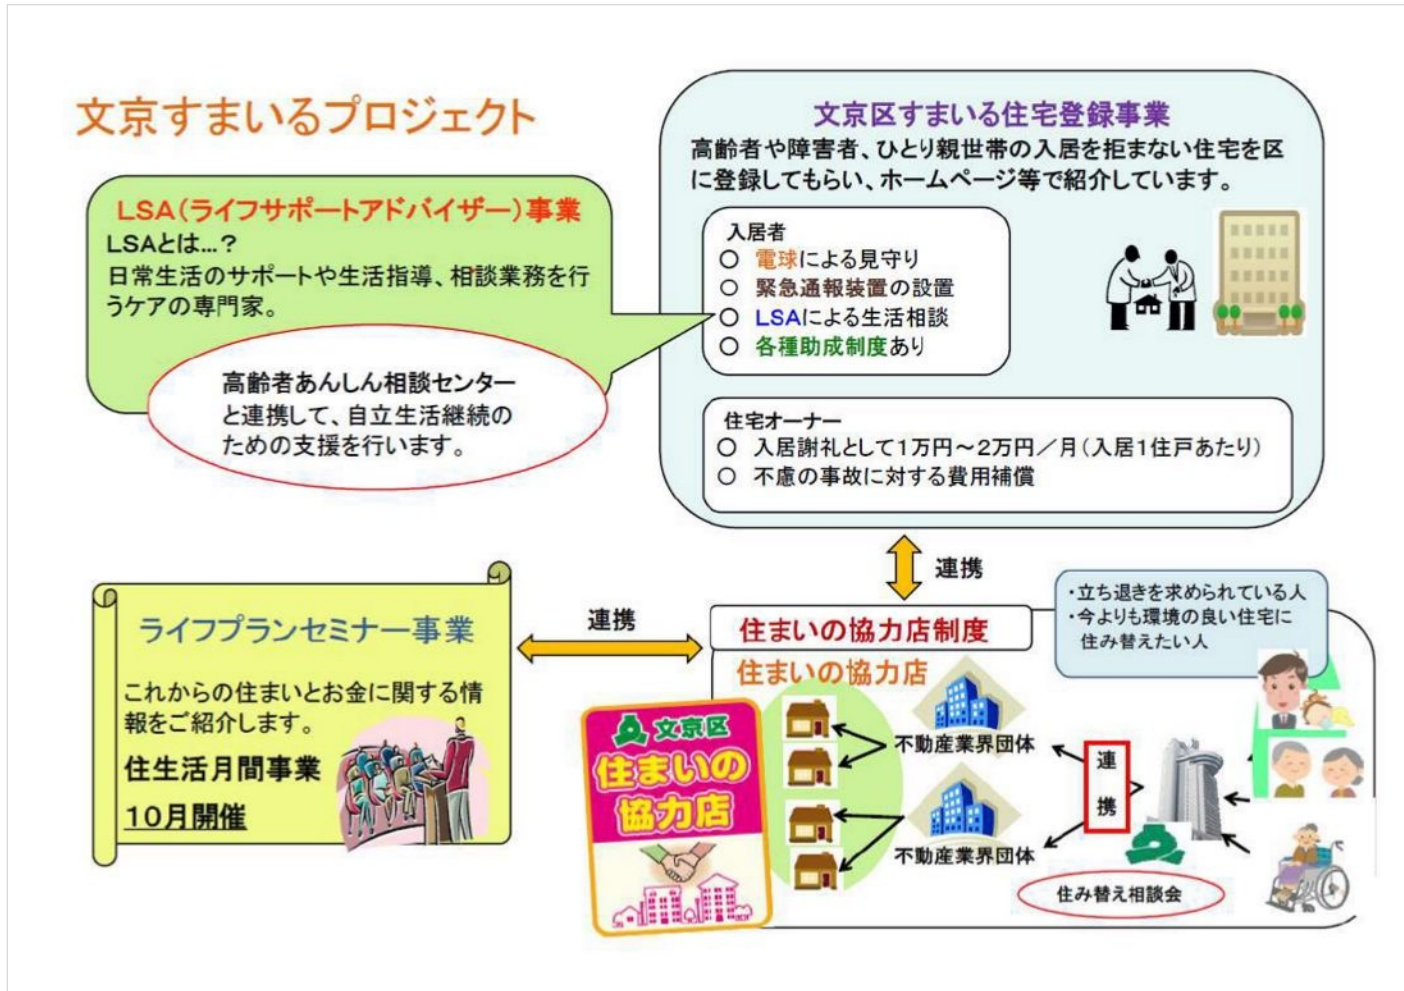 文京すまいるプロジェクト
LSA(ライフサポートアドバイザー)事業
LSAとは…?
日常生活のサポートや生活指導、相談業務を行
うケアの専門家。
高齢者あんしん相談センター
と連携して、自立生活継続の
ための支援を行います。
文京区すまいる住宅登録事業
高齢者や障害者、ひとり親世帯の入居を拒まない住宅を区
に登録してもらい、ホームページ等で紹介しています。
入居者
○ 電球による見守り
○ 緊急通報装置の設置
○ LSAによる生活相談
○ 各種助成制度あり
住宅オーナー
○ 入居謝礼として1万円~2万円/月(入居1住戸あたり)
○ 不慮の事故に対する費用補償
連携
ライフプランセミナー事業
これからの住まいとお金に関する情
報をご紹介します。
住生活月間事業
10月開催
連携
住まいの協力店制度
・立ち退きを求められている人
・今よりも環境の良い住宅に
住み替えたい人
住まいの協力店
文京区
住まいの
協力店
不動産業界団体
不動産業界団体
連
携
住み替え相談会